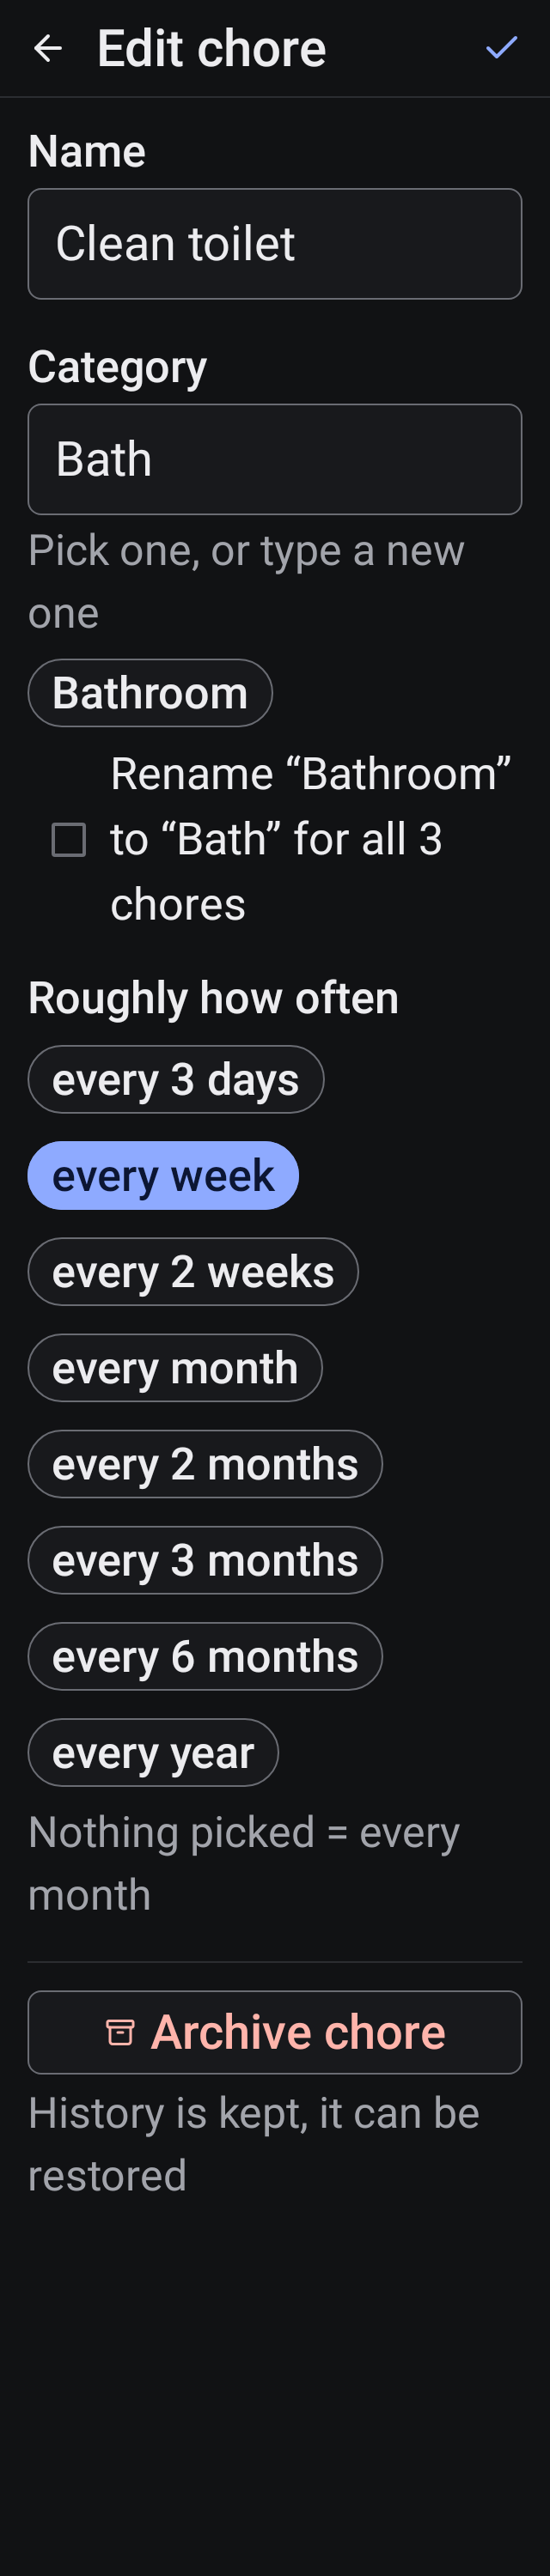 Edit chore
Name
Clean toilet
Category
Bath
Pick one, or type a new
one
Bathroom
Rename “Bathroom”
to “Bath” for all 3
chores
Roughly how often
every 3 days
every week
every 2 weeks
every month
every 2 months
every 3 months
every 6 months
every year
Nothing picked = every
month
Archive chore
History is kept, it can be
restored